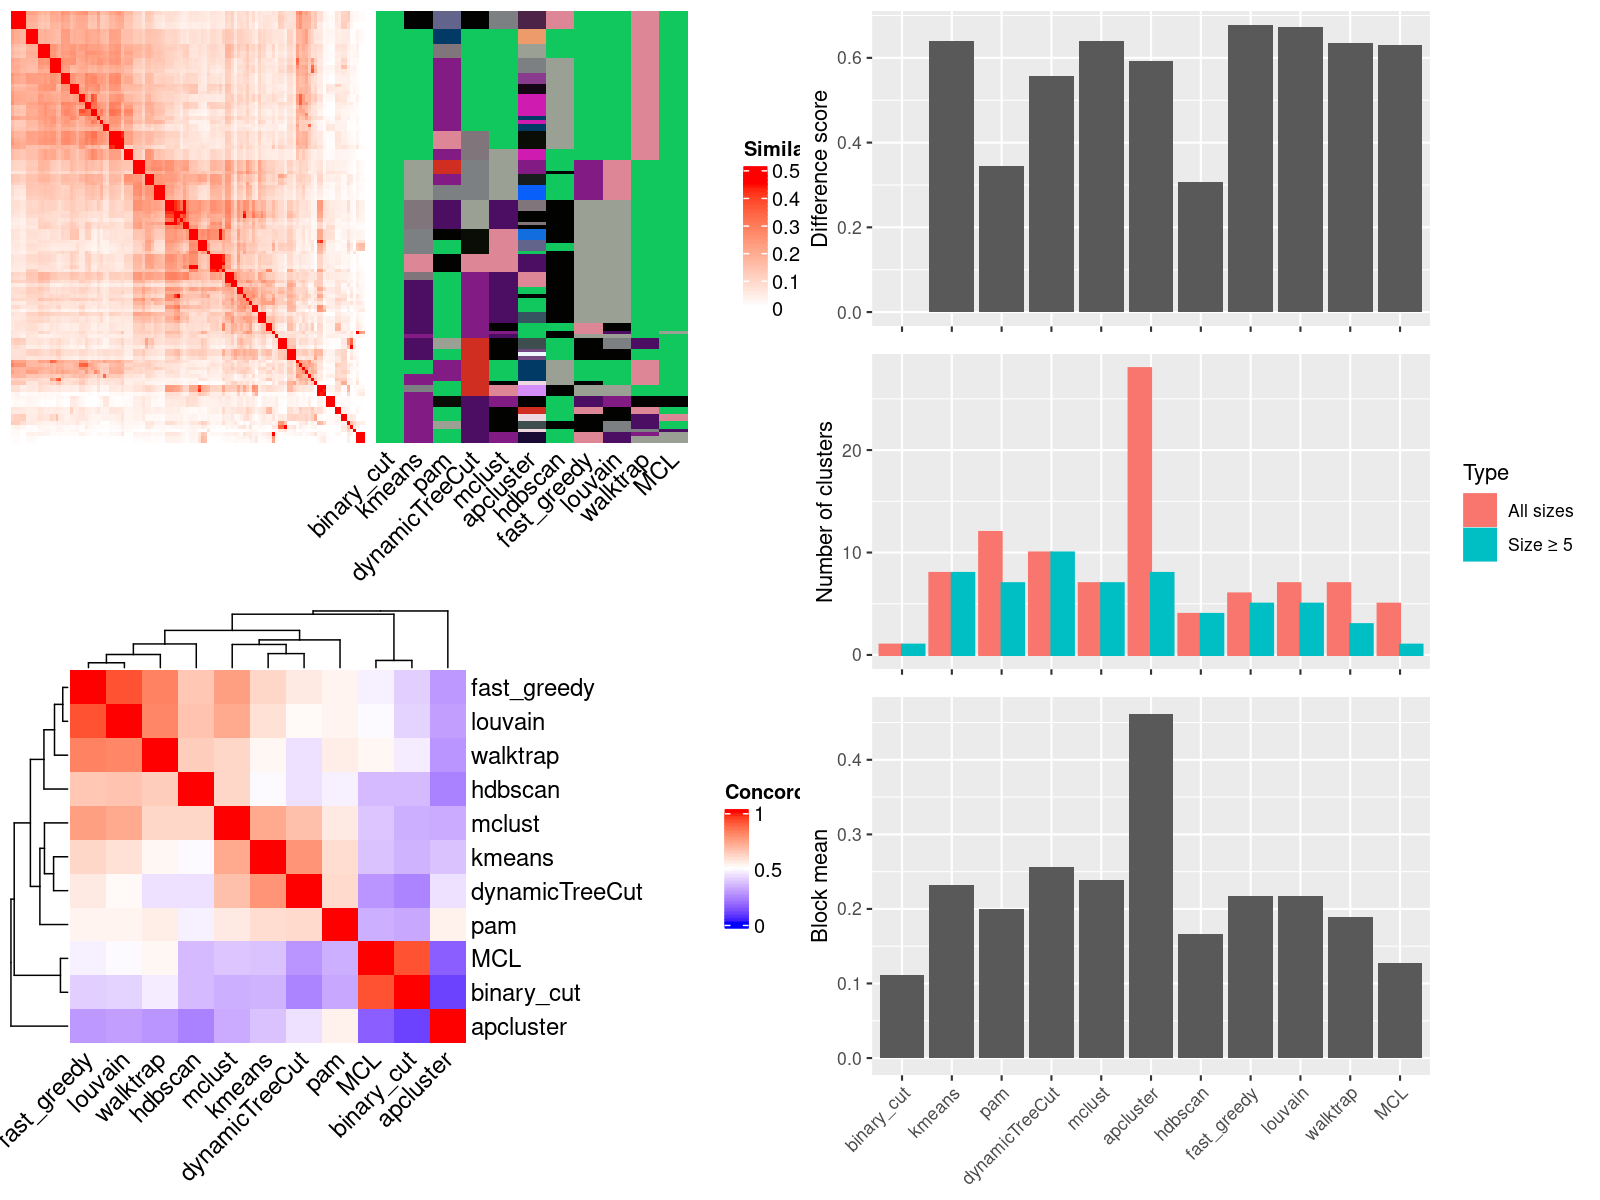 Simila
0.5
0.4
0.3
0.2
0.1
0
binary_cut
kmeans
pam
dynamicTreeCut
mclust
apcluster
hdbscan
fast_greedy
louvain
walktrap
MCL
Difference score
0.6
0.4
0.2
0.0
Number of clusters
20
10
0
Type
All sizes
Size ≥ 5
fast_greedy
louvain
walktrap
hdbscan
mclust
kmeans
dynamicTreeCut
pam
MCL
binary_cut
apcluster
fast_greedy
louvain
walktrap
hdbscan
mclust
kmeans
dynamicTreeCut
pam
MCL
binary_cut
apcluster
Concord
1
0.5
0
Block mean
0.4
0.3
0.2
0.1
0.0
binary_cut
kmeans
pam
dynamicTreeCut
mclust
apcluster
hdbscan
fast_greedy
louvain
walktrap
MCL